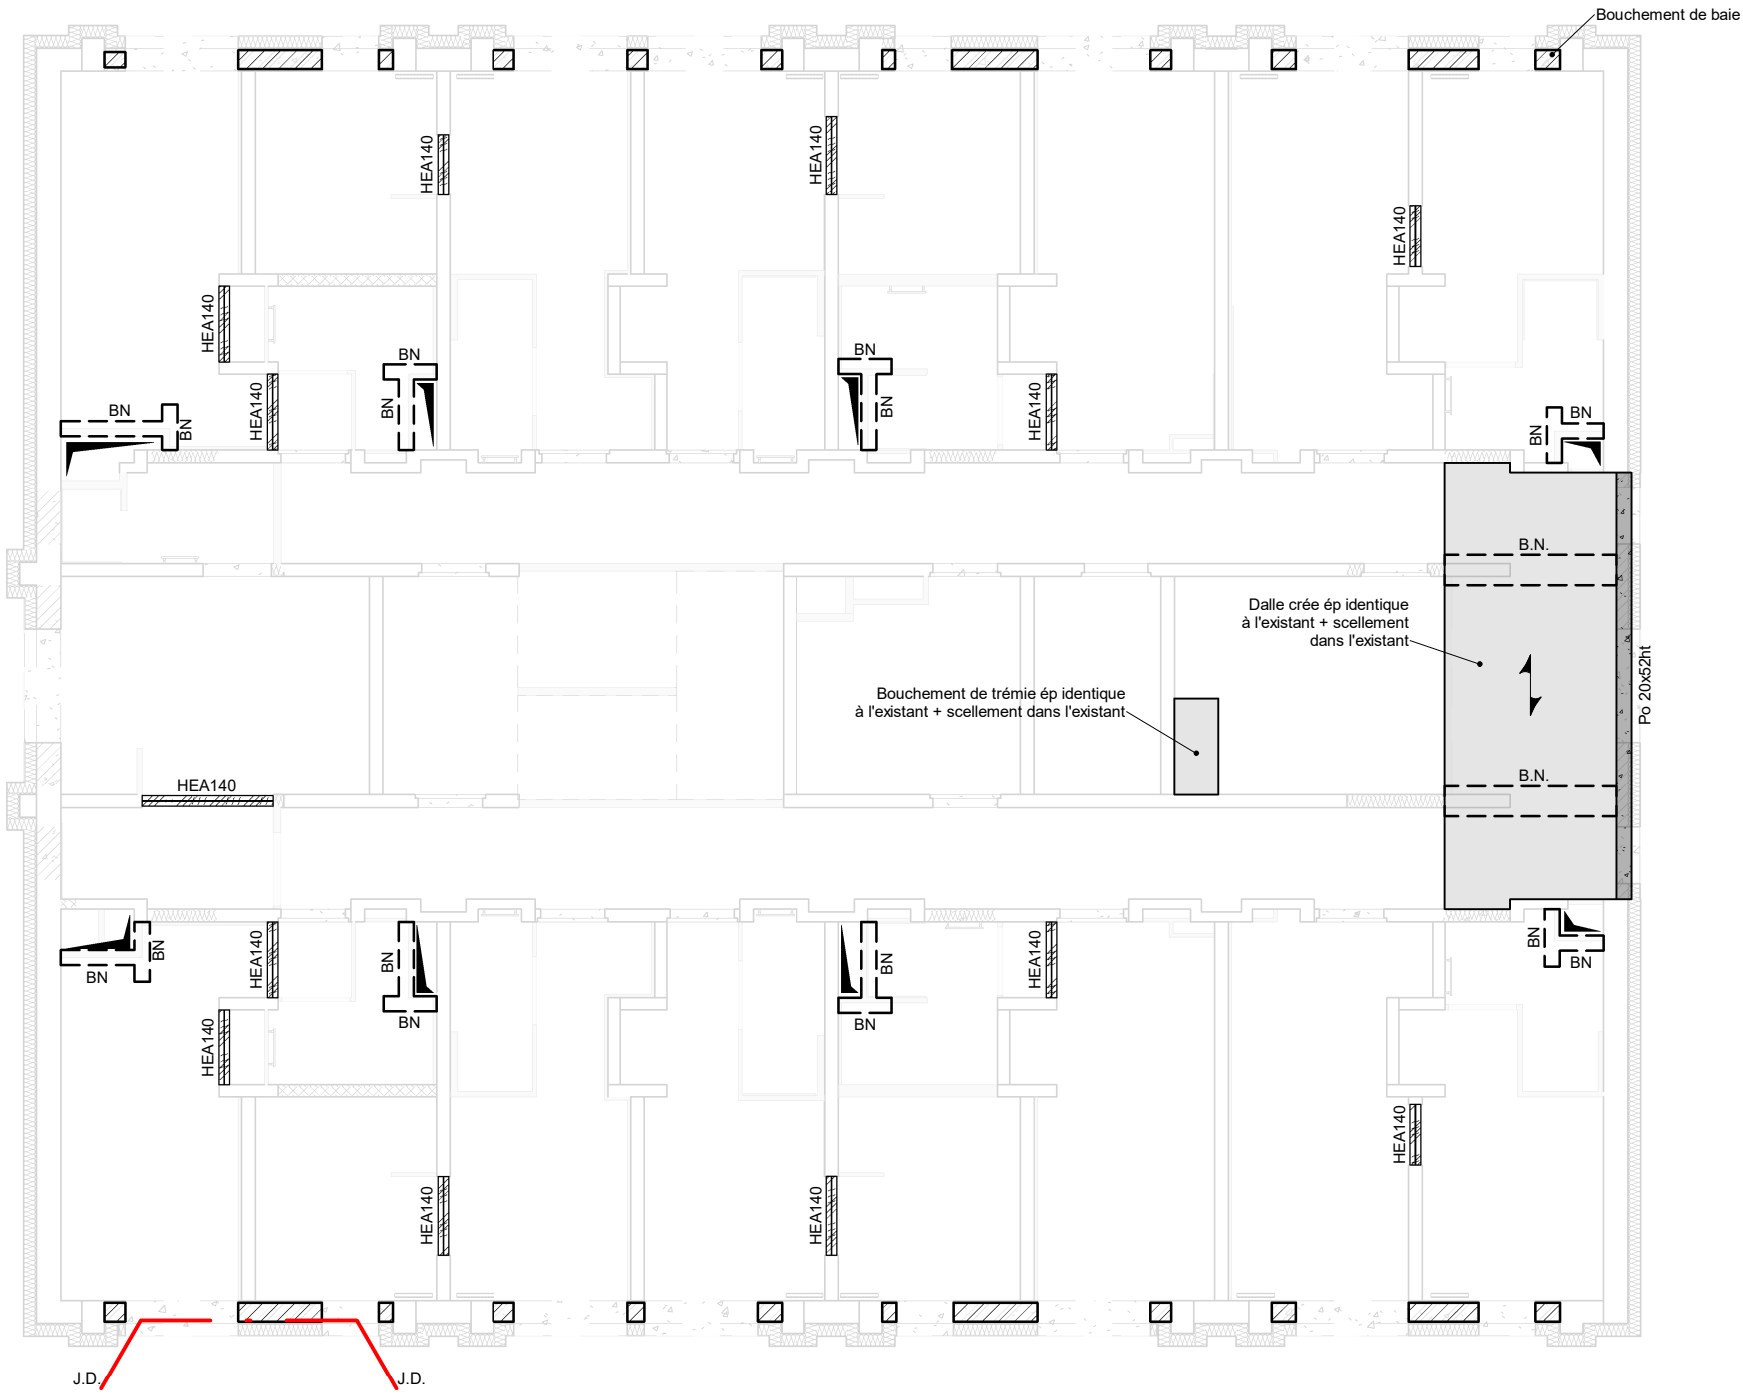 Bouchement de baie
HEA140
HEA140
HEA140
HEA140
HEA140
HEA140
HEA140
BN
BN
BN
BN
BN
BN
BN
BN
B.N.
Dalle crée ép identique
à l'existant + scellement
dans l'existant
Po 20x52ht
Bouchement de trémie ép identique
à l'existant + scellement dans l'existant
B.N.
HEA140
BN
BN
HEA140
BN
BN
BN
BN
HEA140
BN
BN
HEA140
HEA140
HEA140
HEA140
HEA140
J.D.
J.D.